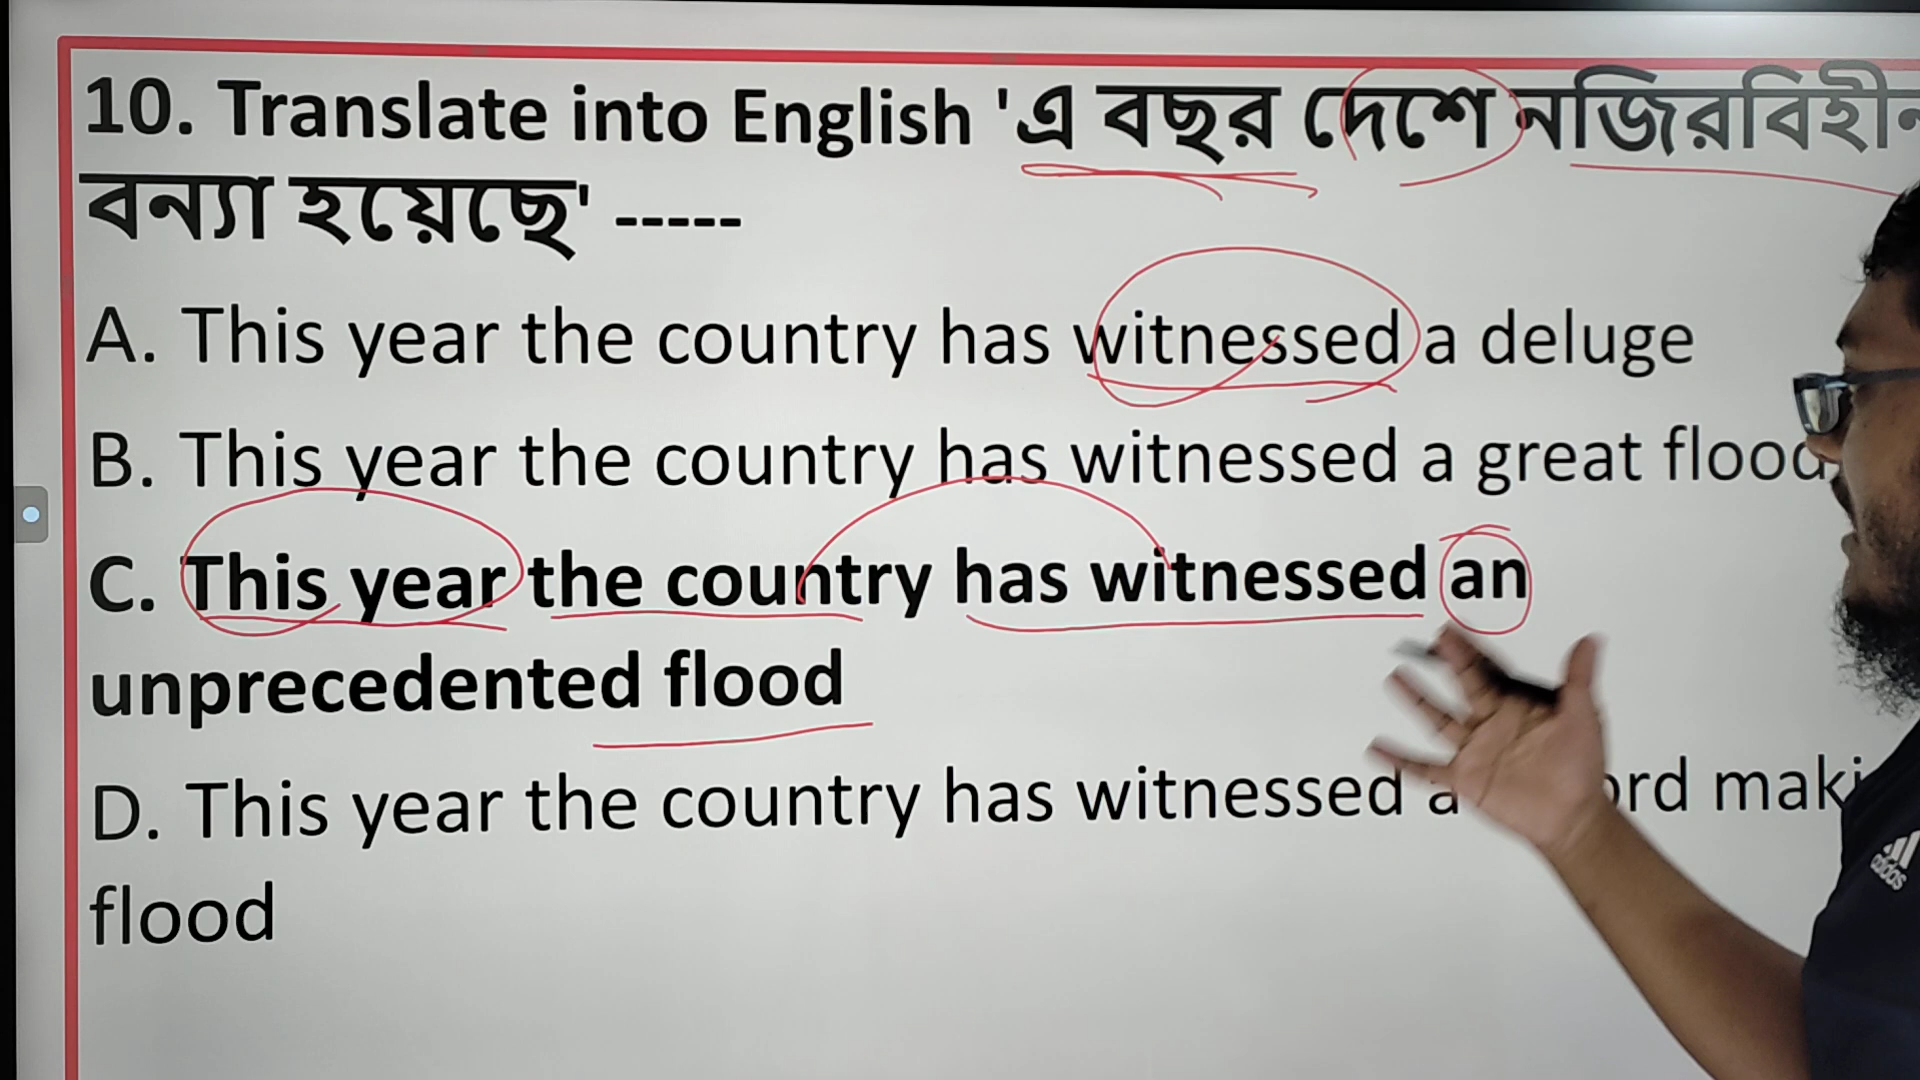 10. Translate into English 'এ বছর দেশে নজিরবিহীন
বন্যা হয়েছে' -----
A. This year the country has witnessed a deluge
B. This year the country has witnessed a great flood
C. This year the country has witnessed an
unprecedented flood
D. This year the country has witnessed a
flood
adidas